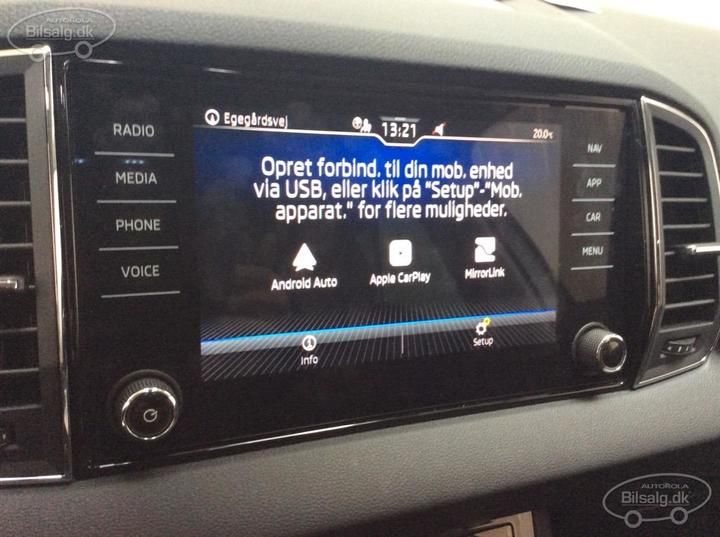 AUTOROLA
Bilsalg.dk
Egegårdsvej
13:21
20.0°C
RADIO
MEDIA
PHONE
VOICE
NAV
APP
CAR
MENU
Opret forbind. til din mob. enhed
via USB, eller klik på "Setup"-"Mob.
apparat." for flere muligheder.
Android Auto
Apple CarPlay
MirrorLink
Info
Setup
AUTOROLA
Bilsalg.dk